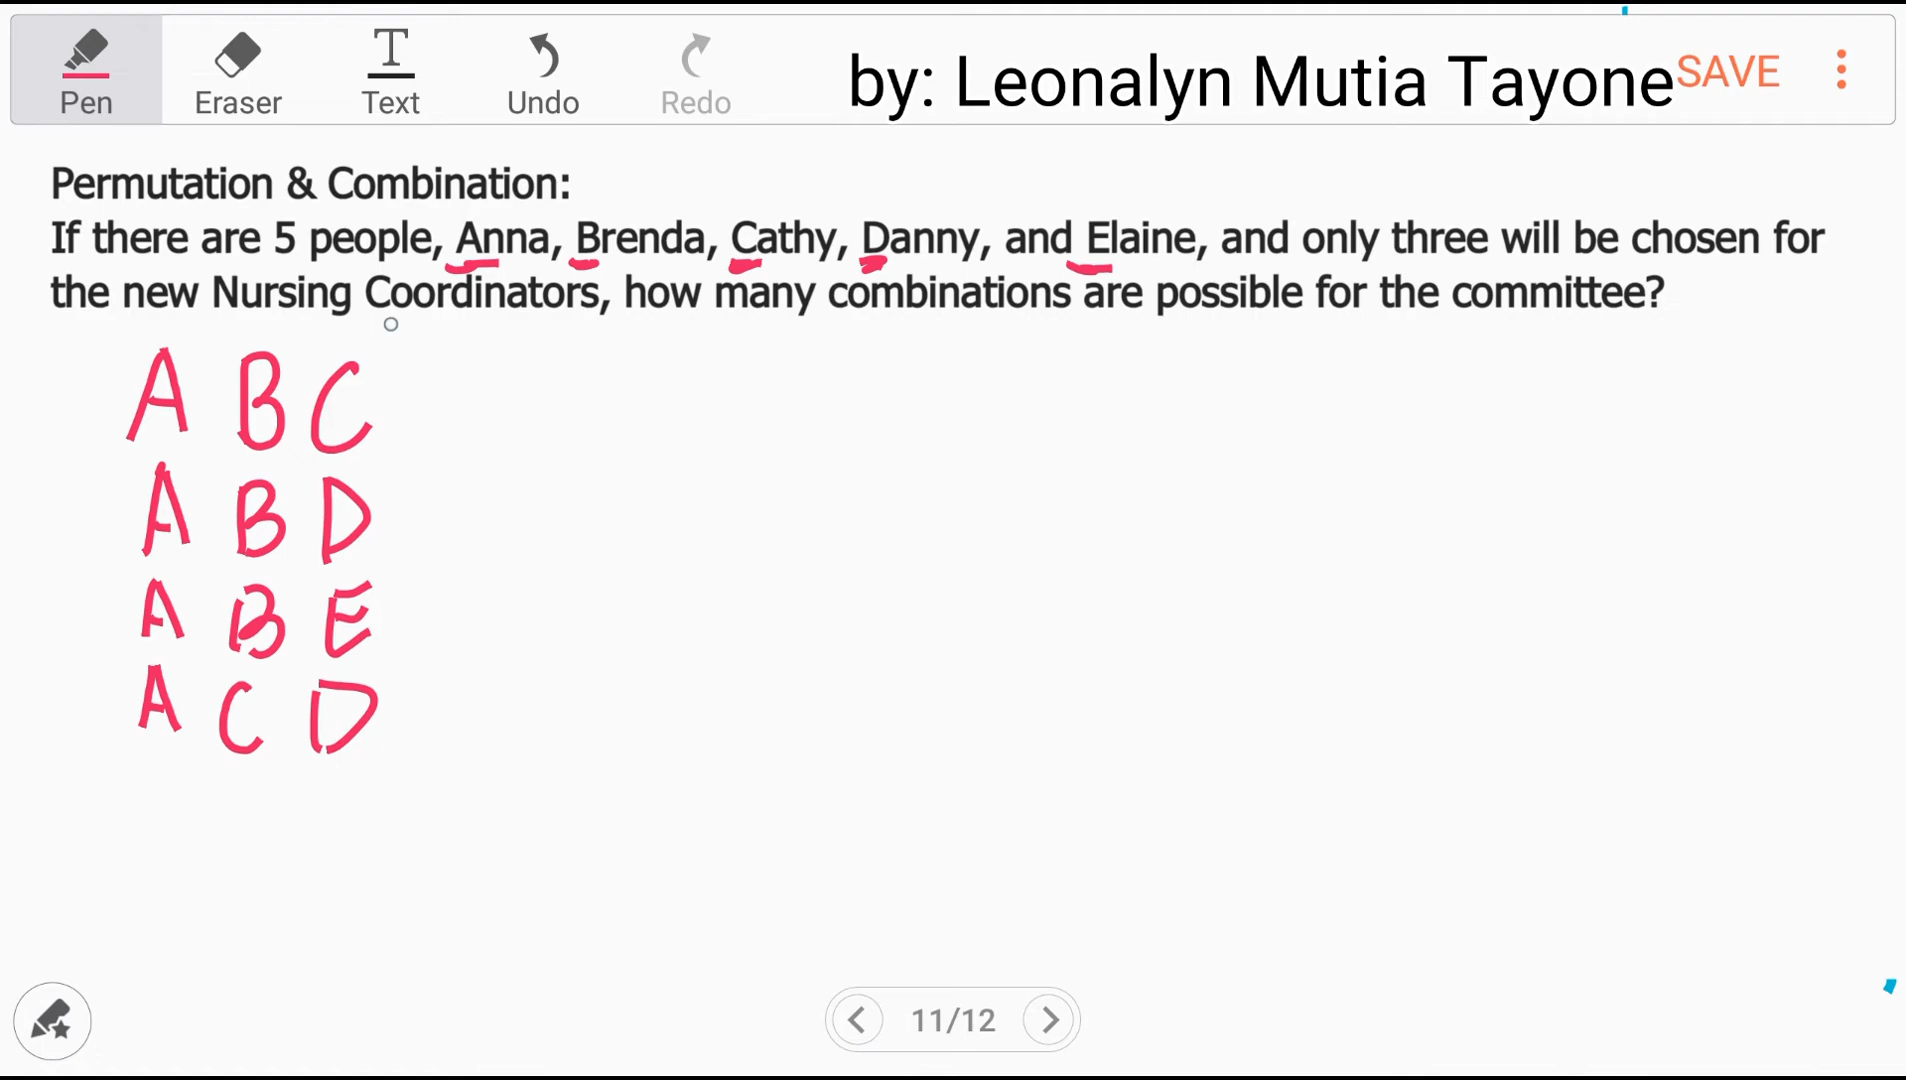 Pen Eraser Text Undo Redo by: Leonalyn Mutia Tayone SAVE
Permutation & Combination:
If there are 5 people, Anna, Brenda, Cathy, Danny, and Elaine, and only three will be chosen for
the new Nursing Coordinators, how many combinations are possible for the committee?
A B C
A B D
A B E
A C D
11/12